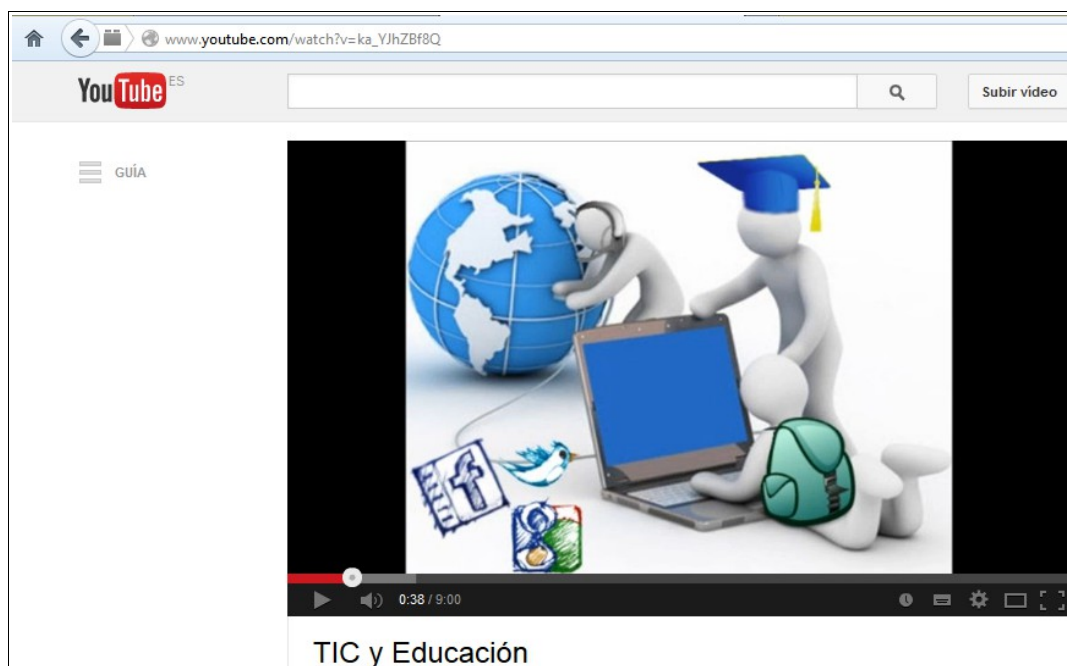 www.youtube.com/watch?v=ka_YJhZBf8Q
YouTube ES
Subir vídeo
GUÍA
f
g
0:38 / 9:00
TIC y Educación